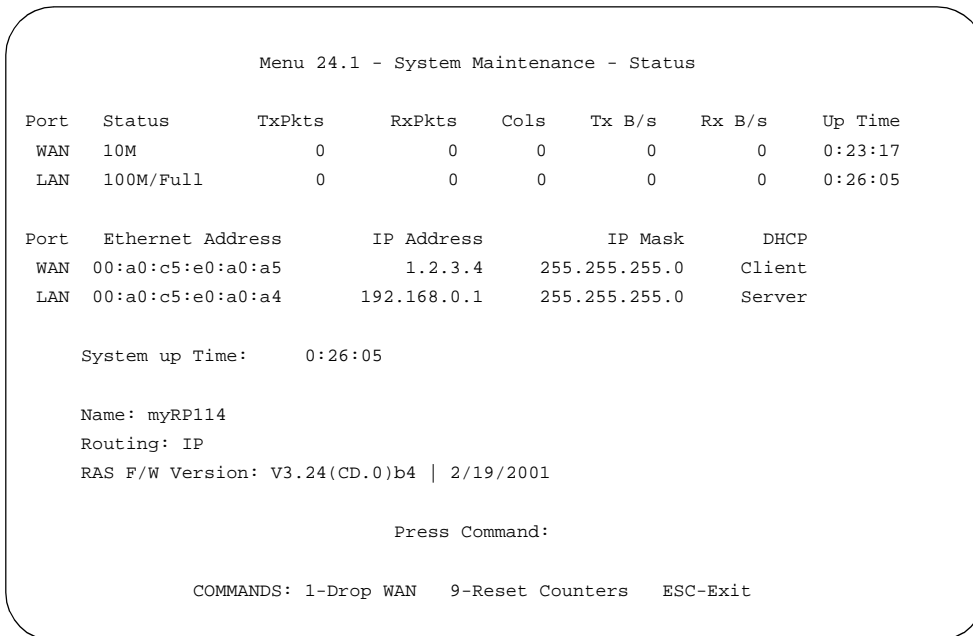 Menu 24.1 - System Maintenance - Status
Port Status TxPkts RxPkts Cols Tx B/s Rx B/s Up Time
WAN 10M 0 0 0 0 0 0:23:17
LAN 100M/Full 0 0 0 0 0 0:26:05
Port Ethernet Address IP Address IP Mask DHCP
WAN 00:a0:c5:e0:a0:a5 1.2.3.4 255.255.255.0 Client
LAN 00:a0:c5:e0:a0:a4 192.168.0.1 255.255.255.0 Server
System up Time: 0:26:05
Name: myRP114
Routing: IP
RAS F/W Version: V3.24(CD.0)b4 | 2/19/2001
Press Command:
COMMANDS: 1-Drop WAN 9-Reset Counters ESC-Exit